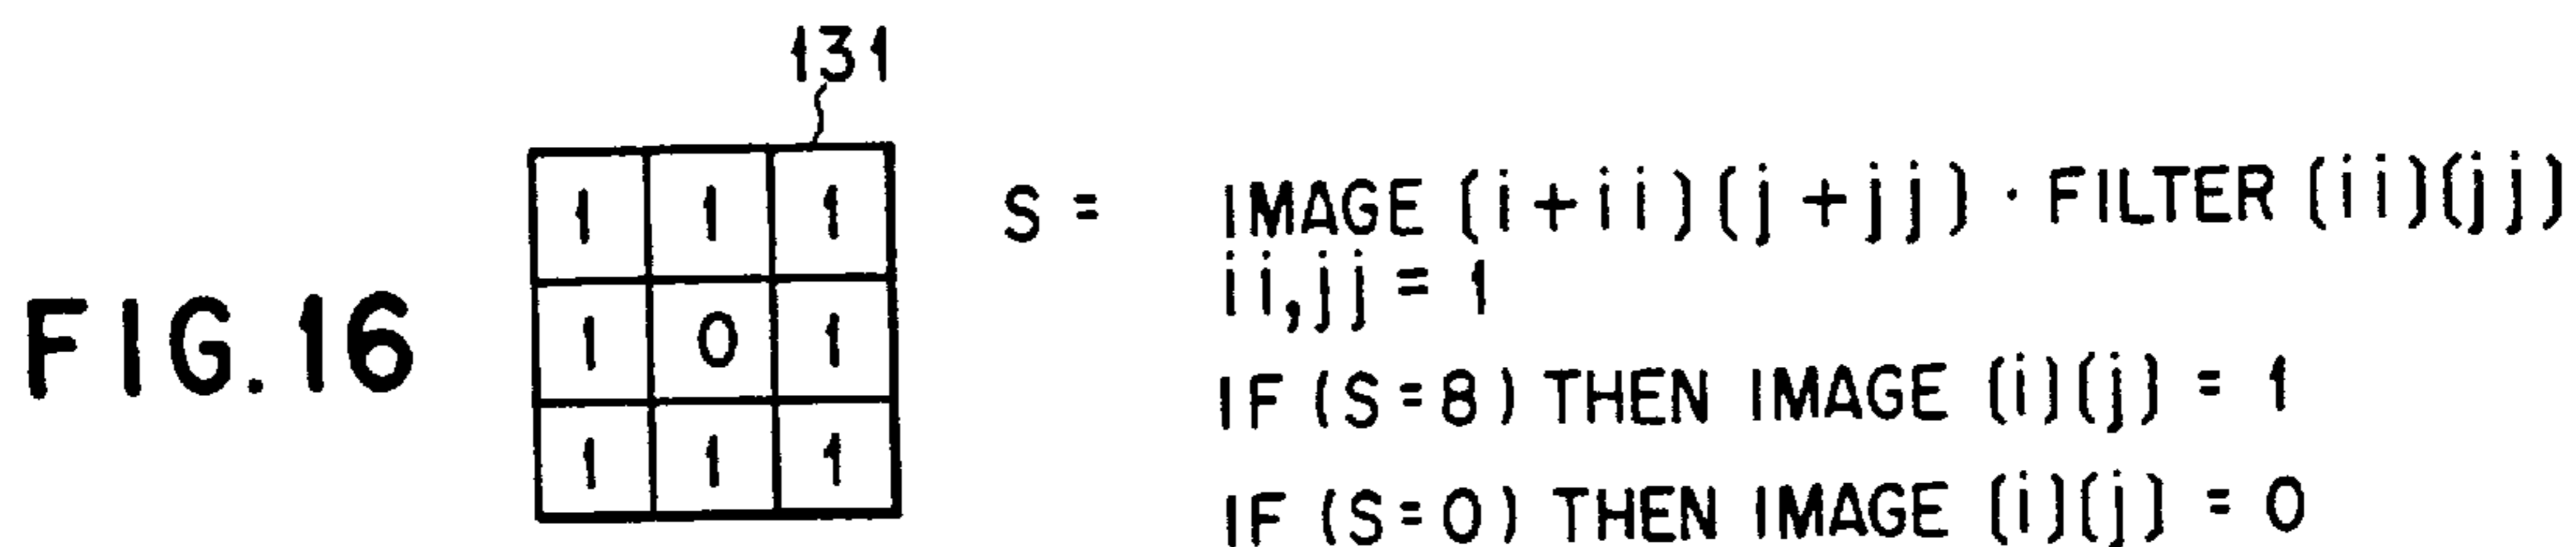 131
1 1 1
S = IMAGE (i+ii)(j+jj) · FILTER (ii)(jj)
ii,jj = 1
FIG.16
1 0 1
IF (S=8) THEN IMAGE (i)(j) = 1
1 1 1
IF (S=0) THEN IMAGE (i)(j) = 0